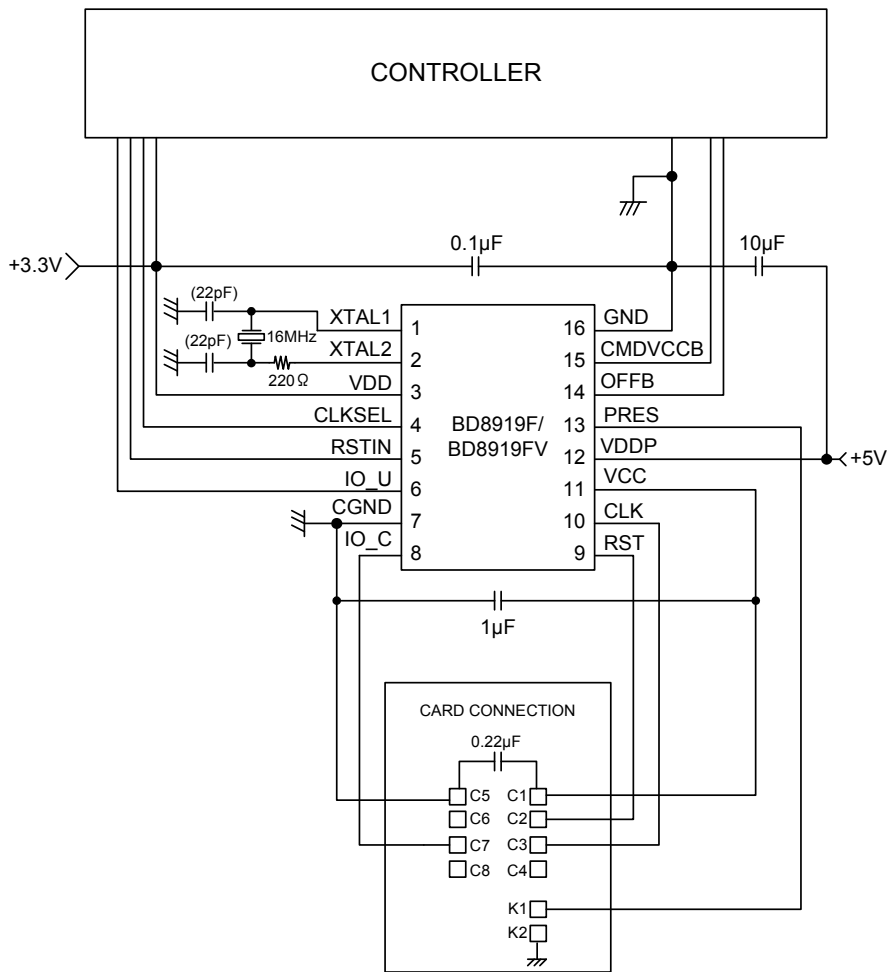 CONTROLLER
+3.3V
0.1µF
10µF
(22pF)
(22pF)
16MHz
220Ω
XTAL1
XTAL2
VDD
CLKSEL
RSTIN
IO_U
CGND
IO_C
1
2
3
4
5
6
7
8
BD8919F/
BD8919FV
16
15
14
13
12
11
10
9
GND
CMDVCCB
OFFB
PRES
VDDP
VCC
CLK
RST
+5V
1µF
CARD CONNECTION
0.22µF
C5 C1
C6 C2
C7 C3
C8 C4
K1
K2